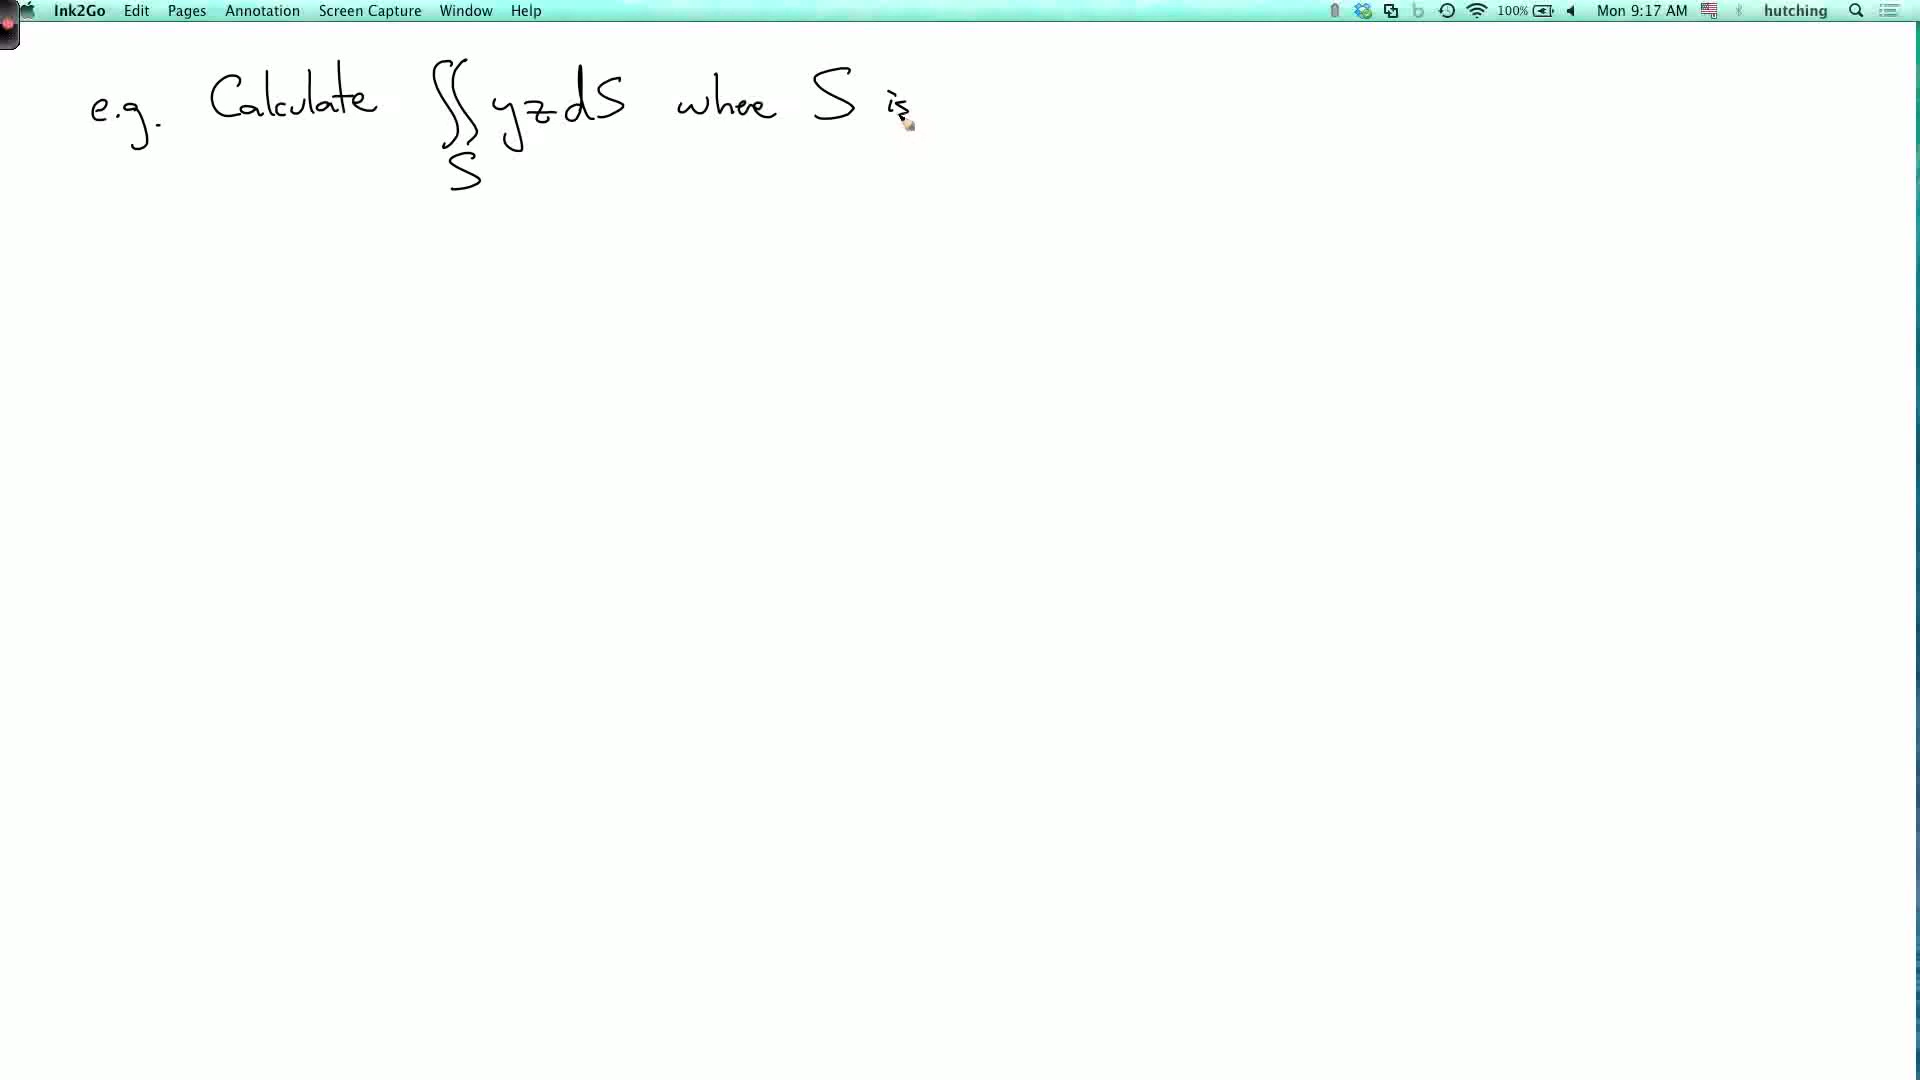 Ink2Go Edit Pages Annotation Screen Capture Window Help 100% Mon 9:17 AM hutching
e.g. Calculate ∬ yz dS where S is
S